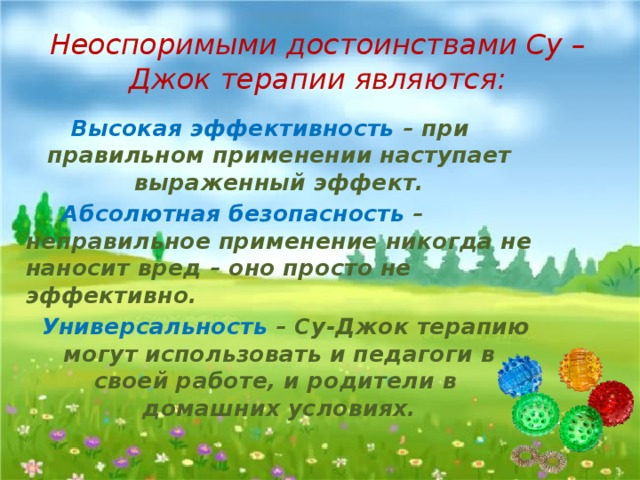 Неоспоримыми достоинствами Су –
Джок терапии являются:
Высокая эффективность – при
правильном применении наступает
выраженный эффект.
Абсолютная безопасность –
неправильное применение никогда не
наносит вред – оно просто не
эффективно.
Универсальность – Су-Джок терапию
могут использовать и педагоги в
своей работе, и родители в
домашних условиях.